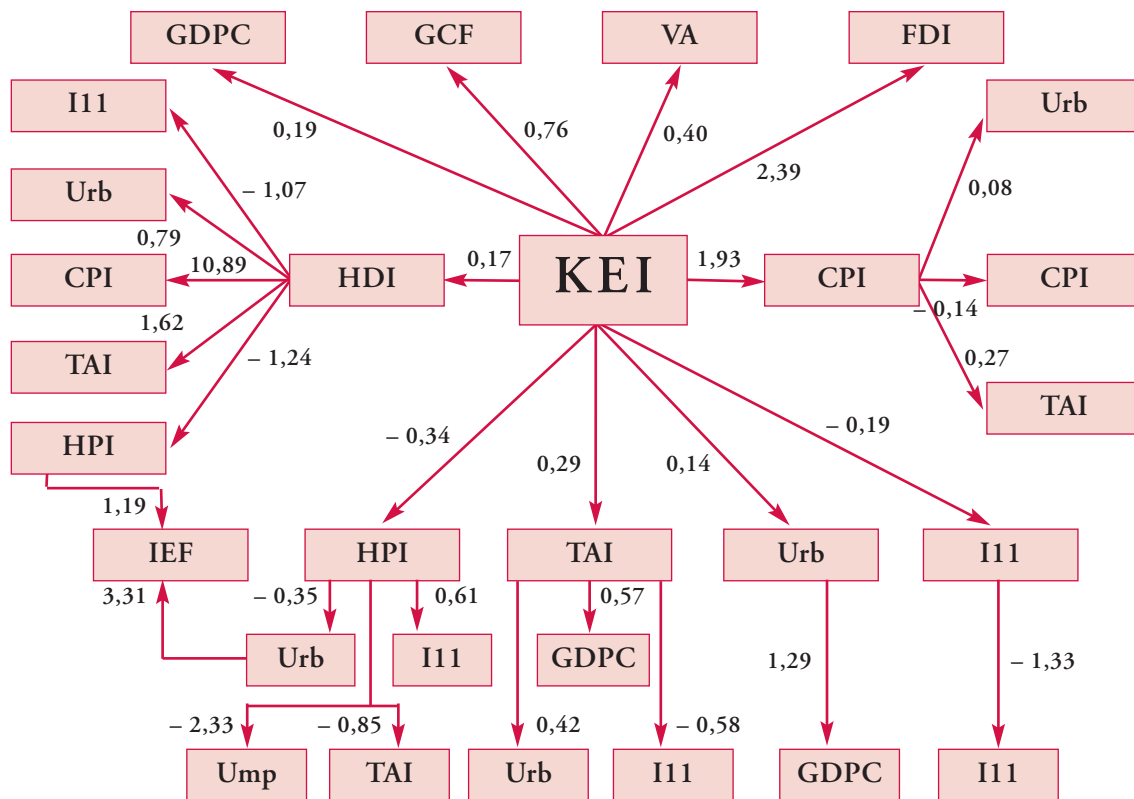 GDPC
GCF
VA
FDI
I11
Urb
0,19
0,76
0,40
2,39
Urb
– 1,07
0,08
0,79
CPI
10,89
HDI
0,17
KEI
1,93
CPI
– 0,14
CPI
1,62
TAI
– 1,24
0,27
TAI
HPI
– 0,34
0,29
0,14
– 0,19
1,19
IEF
HPI
TAI
Urb
I11
3,31
– 0,35
0,61
0,57
Urb
I11
GDPC
1,29
– 1,33
– 2,33
– 0,85
0,42
– 0,58
Ump
TAI
Urb
I11
GDPC
I11